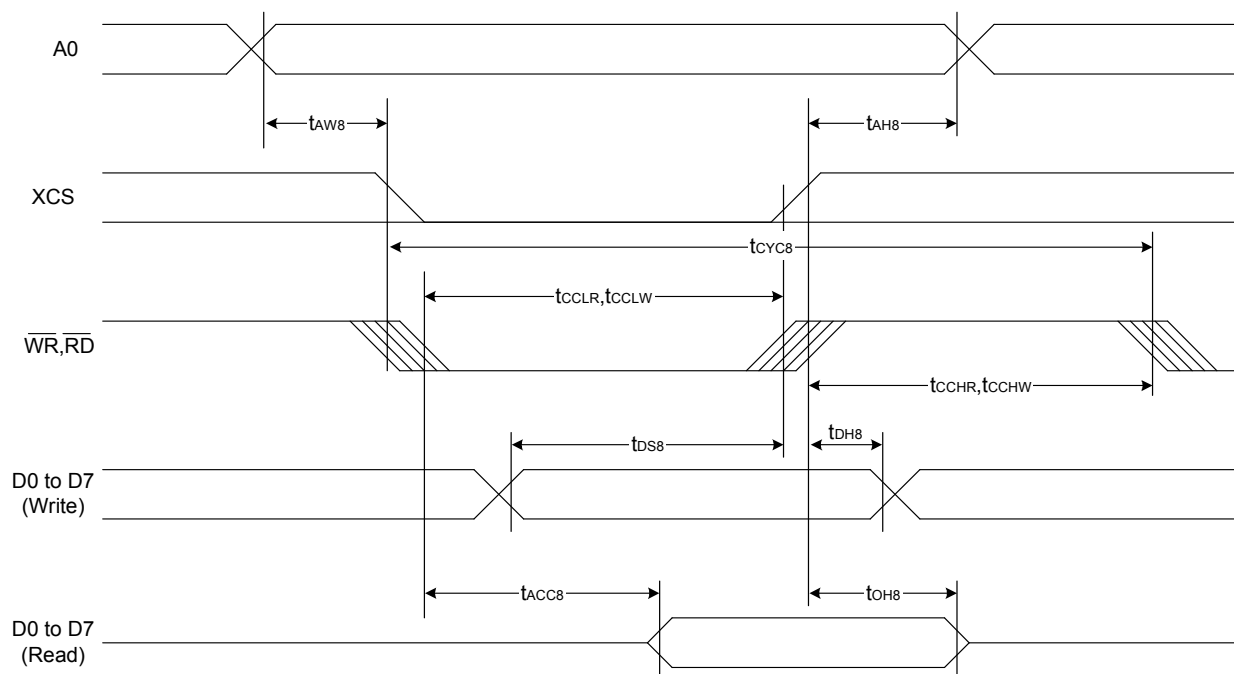 A0
tAW8
tAH8
XCS
tCYC8
tCCLR,tCCLW
WR,RD
tCCHR,tCCHW
tDS8
tDH8
D0 to D7
(Write)
tACC8
tOH8
D0 to D7
(Read)